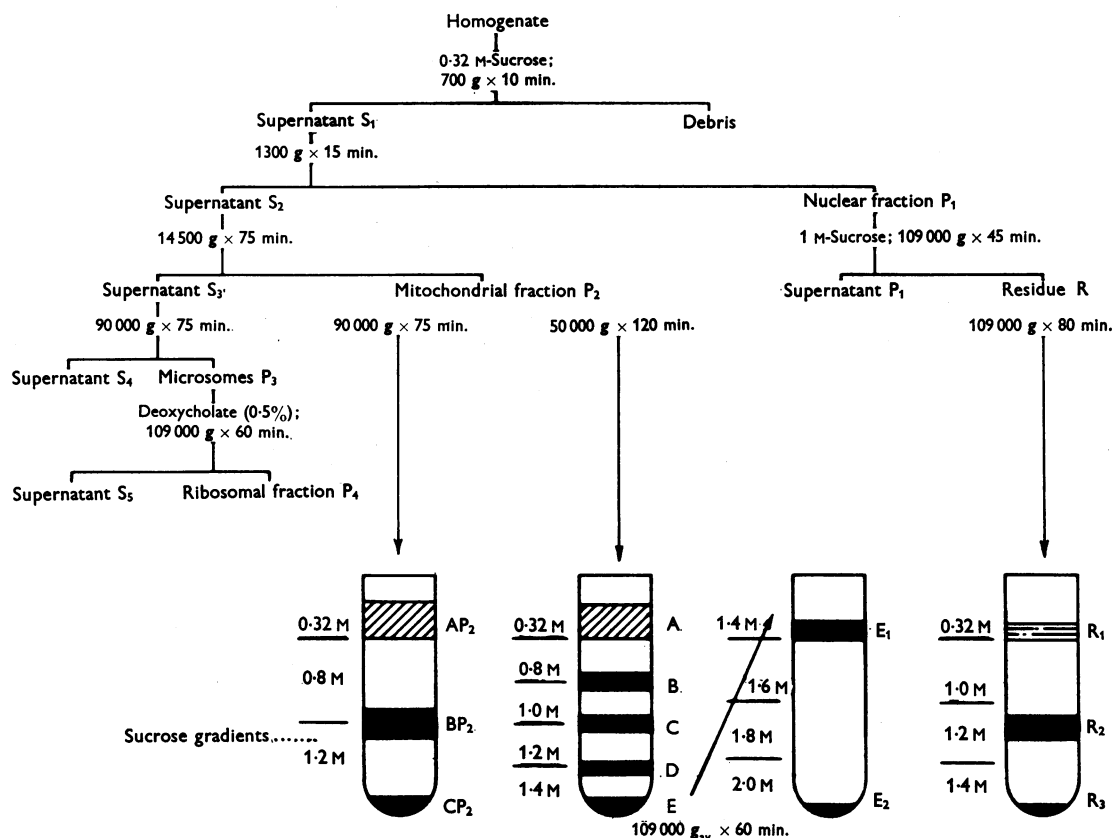 Homogenate
0·32 M-Sucrose;
700 g × 10 min.
Supernatant S₁
Debris
1300 g × 15 min.
Supernatant S₂
Nuclear fraction P₁
14 500 g × 75 min.
1 M-Sucrose; 109 000 g × 45 min.
Supernatant S₃
Mitochondrial fraction P₂
Supernatant P₁
Residue R
90 000 g × 75 min.
90 000 g × 75 min.
50 000 g × 120 min.
109 000 g × 80 min.
Supernatant S₄
Microsomes P₃
Deoxycholate (0·5%);
109 000 g × 60 min.
Supernatant S₅
Ribosomal fraction P₄
0·32 M
AP₂
0·8 M
BP₂
Sucrose gradients........
1·2 M
CP₂
0·32 M
A
0·8 M
B
1·0 M
C
1·2 M
D
1·4 M
E
109 000 gav × 60 min.
1·4 M
E₁
1·6 M
1·8 M
2·0 M
E₂
0·32 M
R₁
1·0 M
1·2 M
R₂
1·4 M
R₃